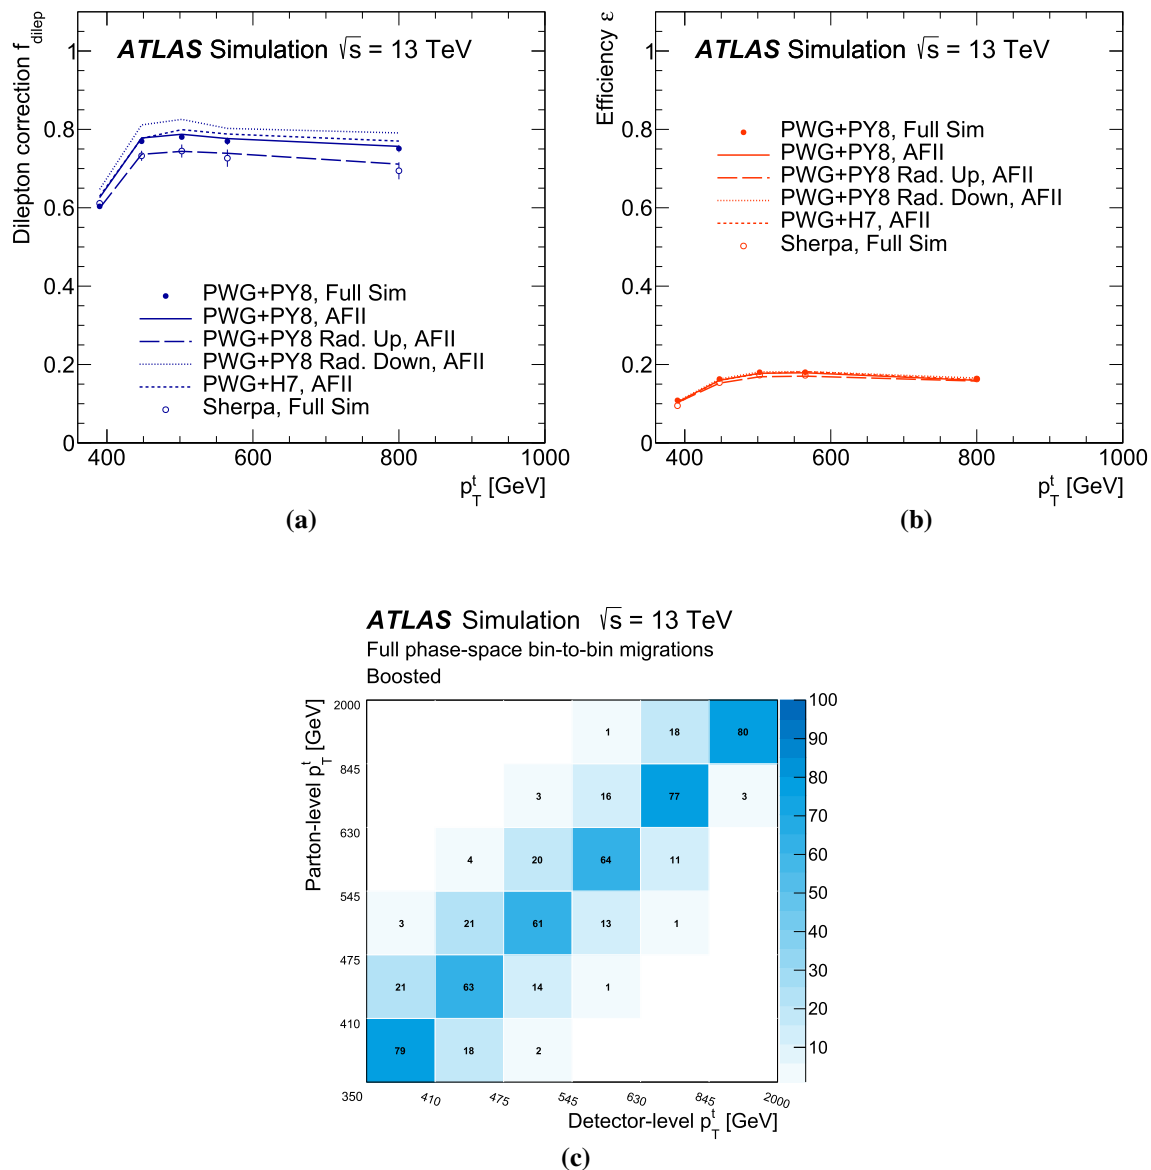 Dilepton correction f_dilep
ATLAS Simulation √s = 13 TeV
1
0.8
0.6
0.4
0.2
0
PWG+PY8, Full Sim
PWG+PY8, AFII
PWG+PY8 Rad. Up, AFII
PWG+PY8 Rad. Down, AFII
PWG+H7, AFII
Sherpa, Full Sim
400 600 800 1000
p_T^t [GeV]
(a)
Efficiency ε
ATLAS Simulation √s = 13 TeV
1
0.8
0.6
0.4
0.2
0
PWG+PY8, Full Sim
PWG+PY8, AFII
PWG+PY8 Rad. Up, AFII
PWG+PY8 Rad. Down, AFII
PWG+H7, AFII
Sherpa, Full Sim
400 600 800 1000
p_T^t [GeV]
(b)
ATLAS Simulation √s = 13 TeV
Full phase-space bin-to-bin migrations
Boosted
Parton-level p_T^t [GeV]
2000
845
630
545
475
410
350
1 18 80
3 16 77 3
4 20 64 11
3 21 61 13 1
21 63 14 1
79 18 2
410 475 545 630 845 2000
Detector-level p_T^t [GeV]
100
90
80
70
60
50
40
30
20
10
(c)